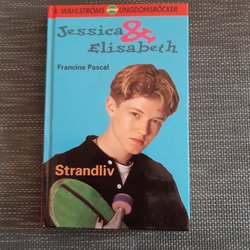 B. WAHLSTRÖMS UNGDOMSBÖCKER
Jessica &
Elisabeth
Francine Pascal
Strandliv